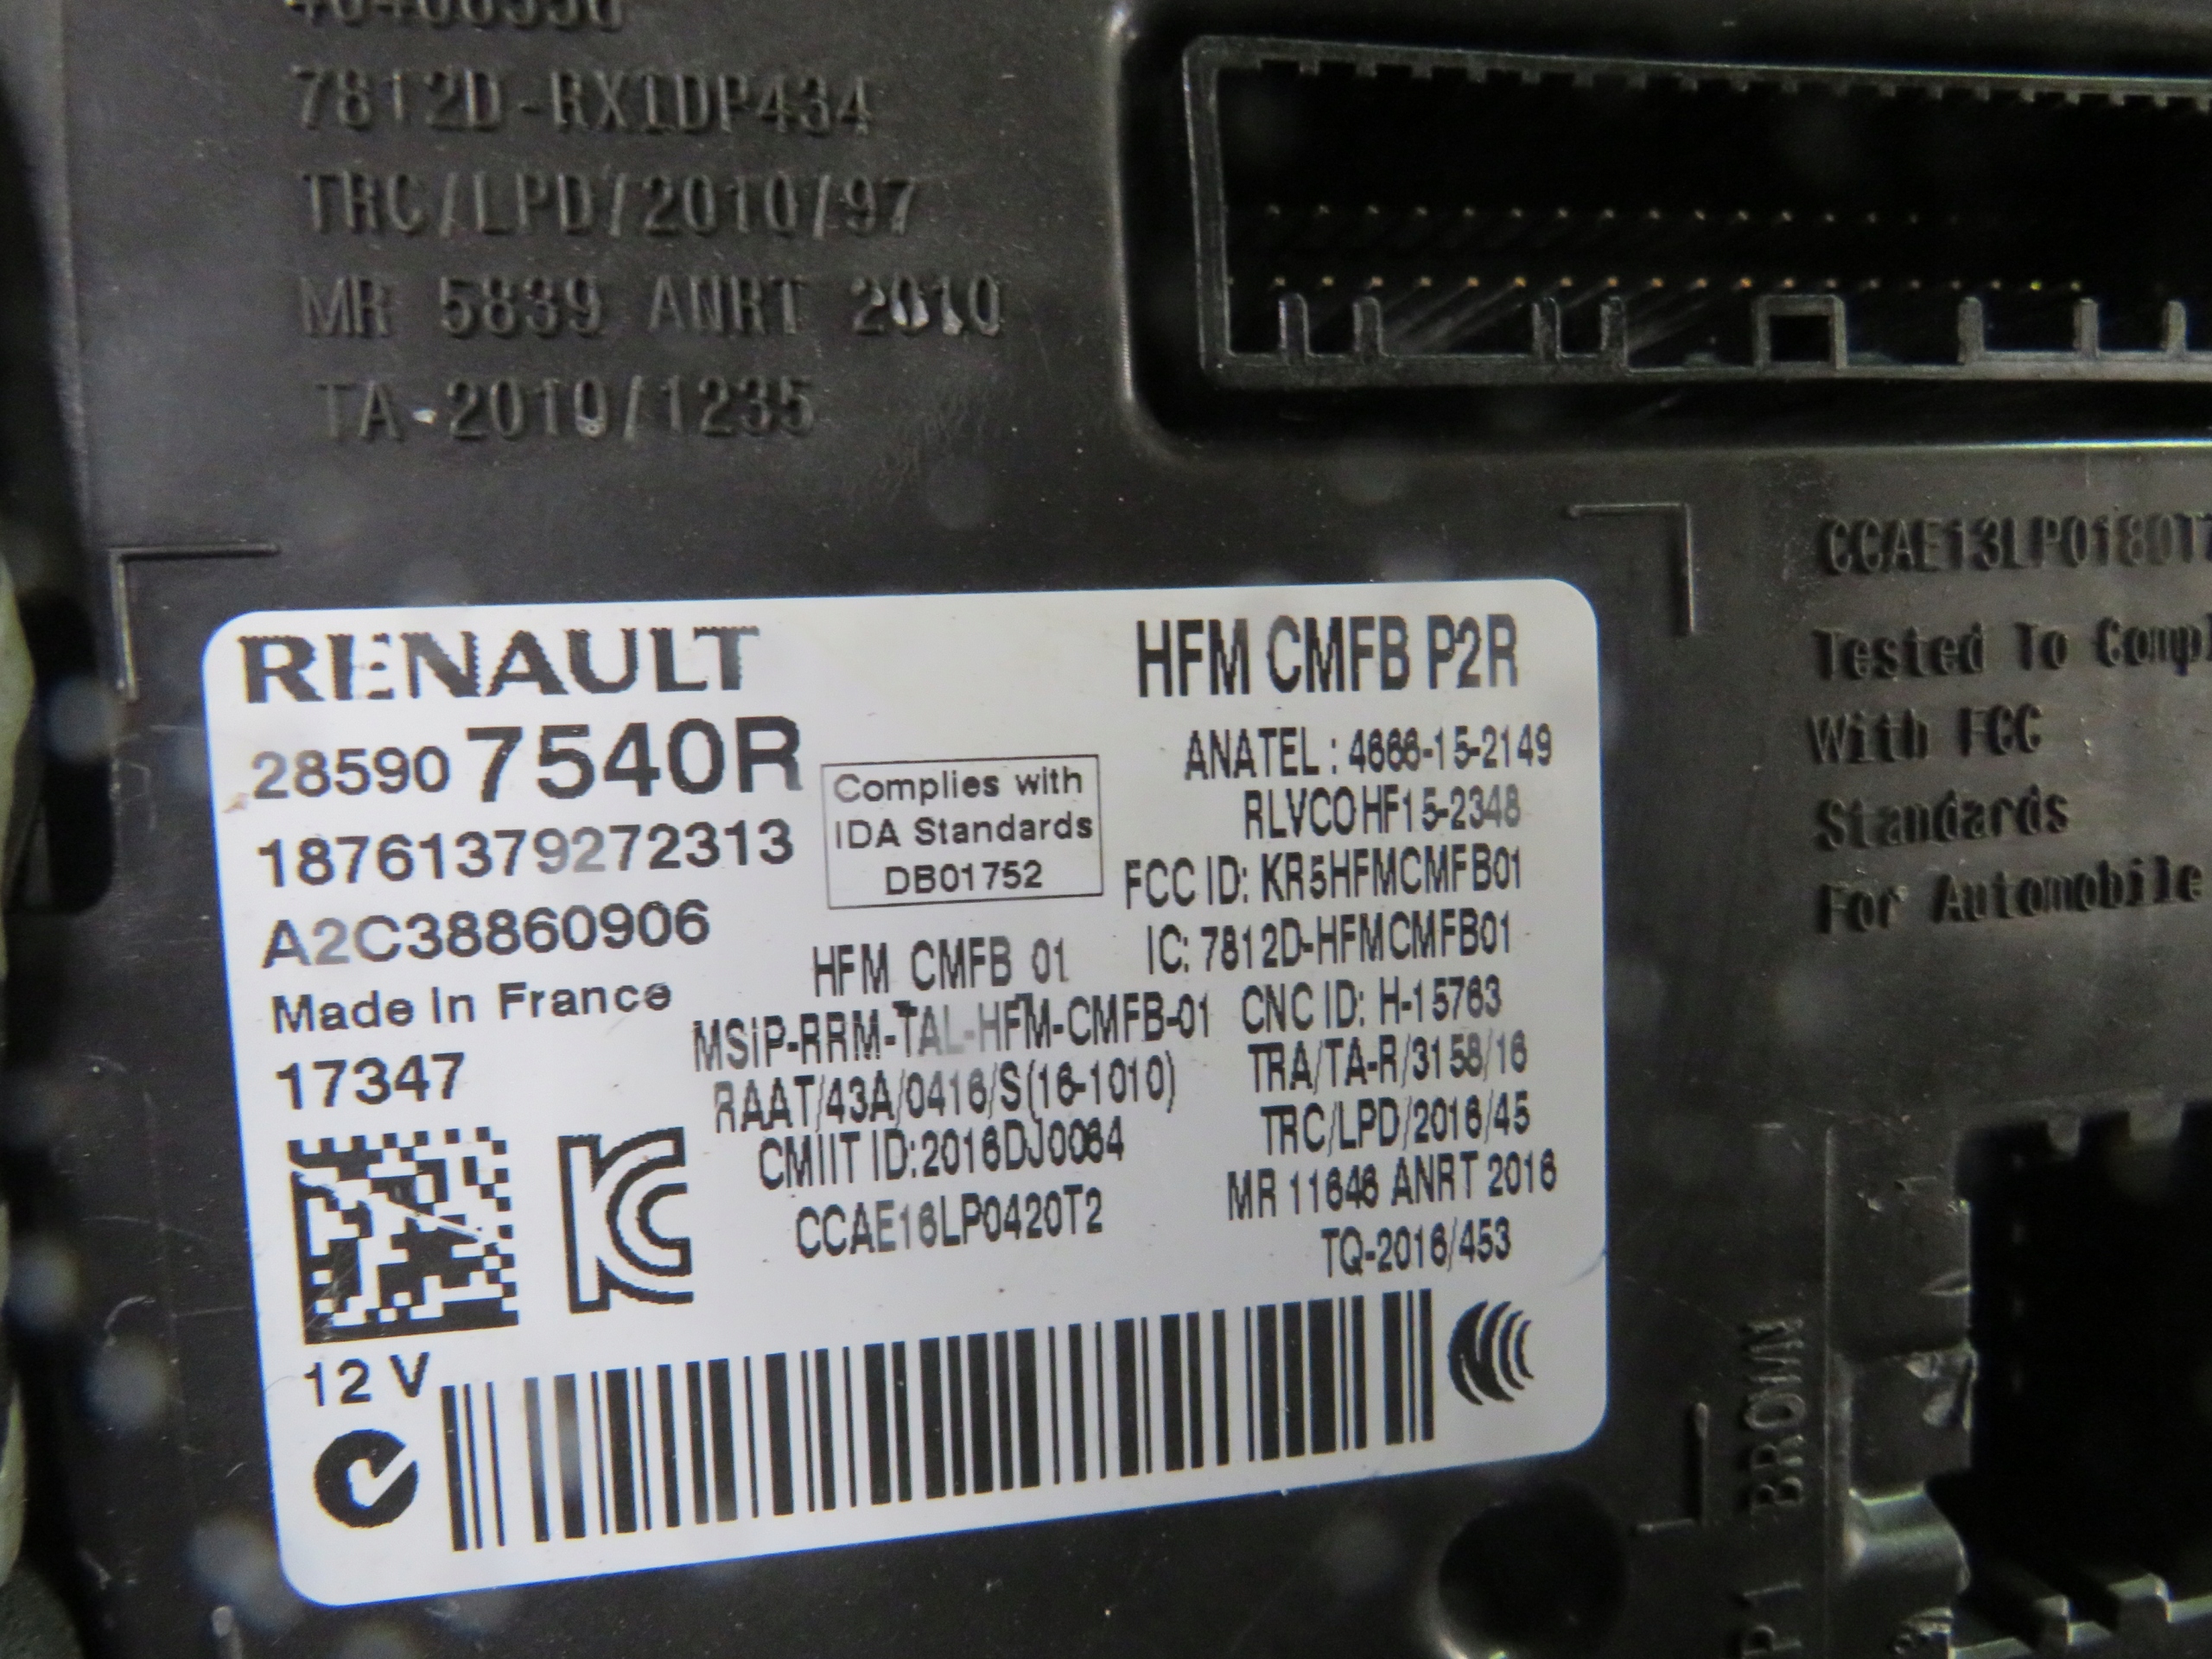 7812D-RX1DP434
TRC/LPD/2010/97
MR 5839 ANRT 2010
TA-2010/1235
CCAE13LP0180T
Tested To Compl
With FCC
Standards
For Automobile
RENAULT
HFM CMFB P2R
28590 7540R
18761379272313
A2C38860906
Made in France
17347
Complies with
IDA Standards
DB01752
HFM CMFB 01
MSIP-RRM-TAL-HFM-CMFB-01
RAAT/43A/0416/S(16-1010)
CMIIT ID:2016DJ0064
CCAE16LP0420T2
ANATEL : 4666-15-2149
RLVCOHF15-2348
FCC ID: KR5HFMCMFB01
IC: 7812D-HFMCMFB01
CNC ID: H-15763
TRA/TA-R/3158/16
TRC/LPD/2016/45
MR 11646 ANRT 2016
TQ-2016/453
12 V
BROWN
P1